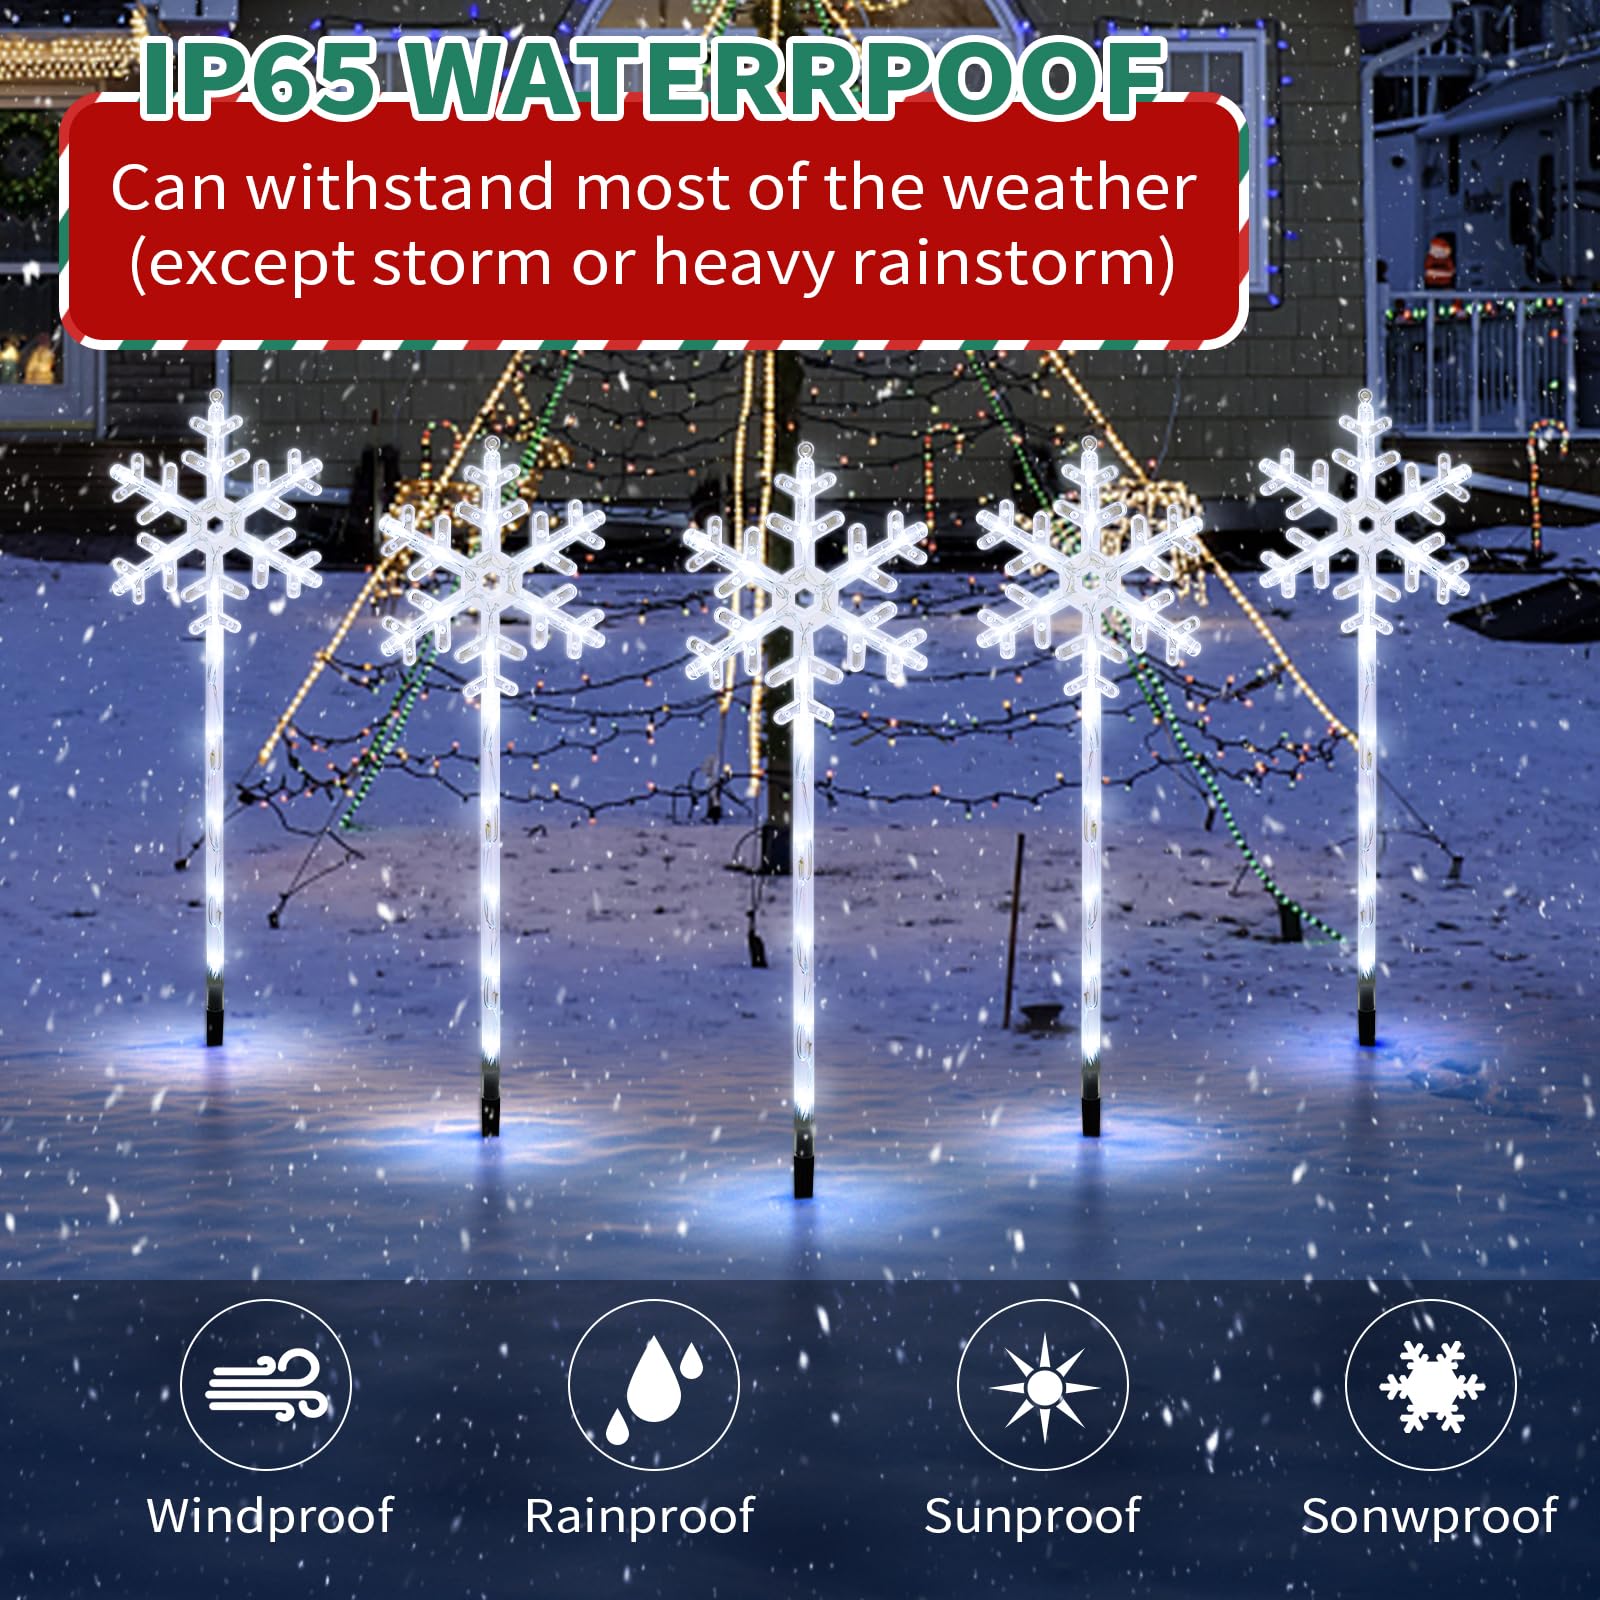 IP65 WATERRPOOF
Can withstand most of the weather
(except storm or heavy rainstorm)
Windproof
Rainproof
Sunproof
Sonwproof